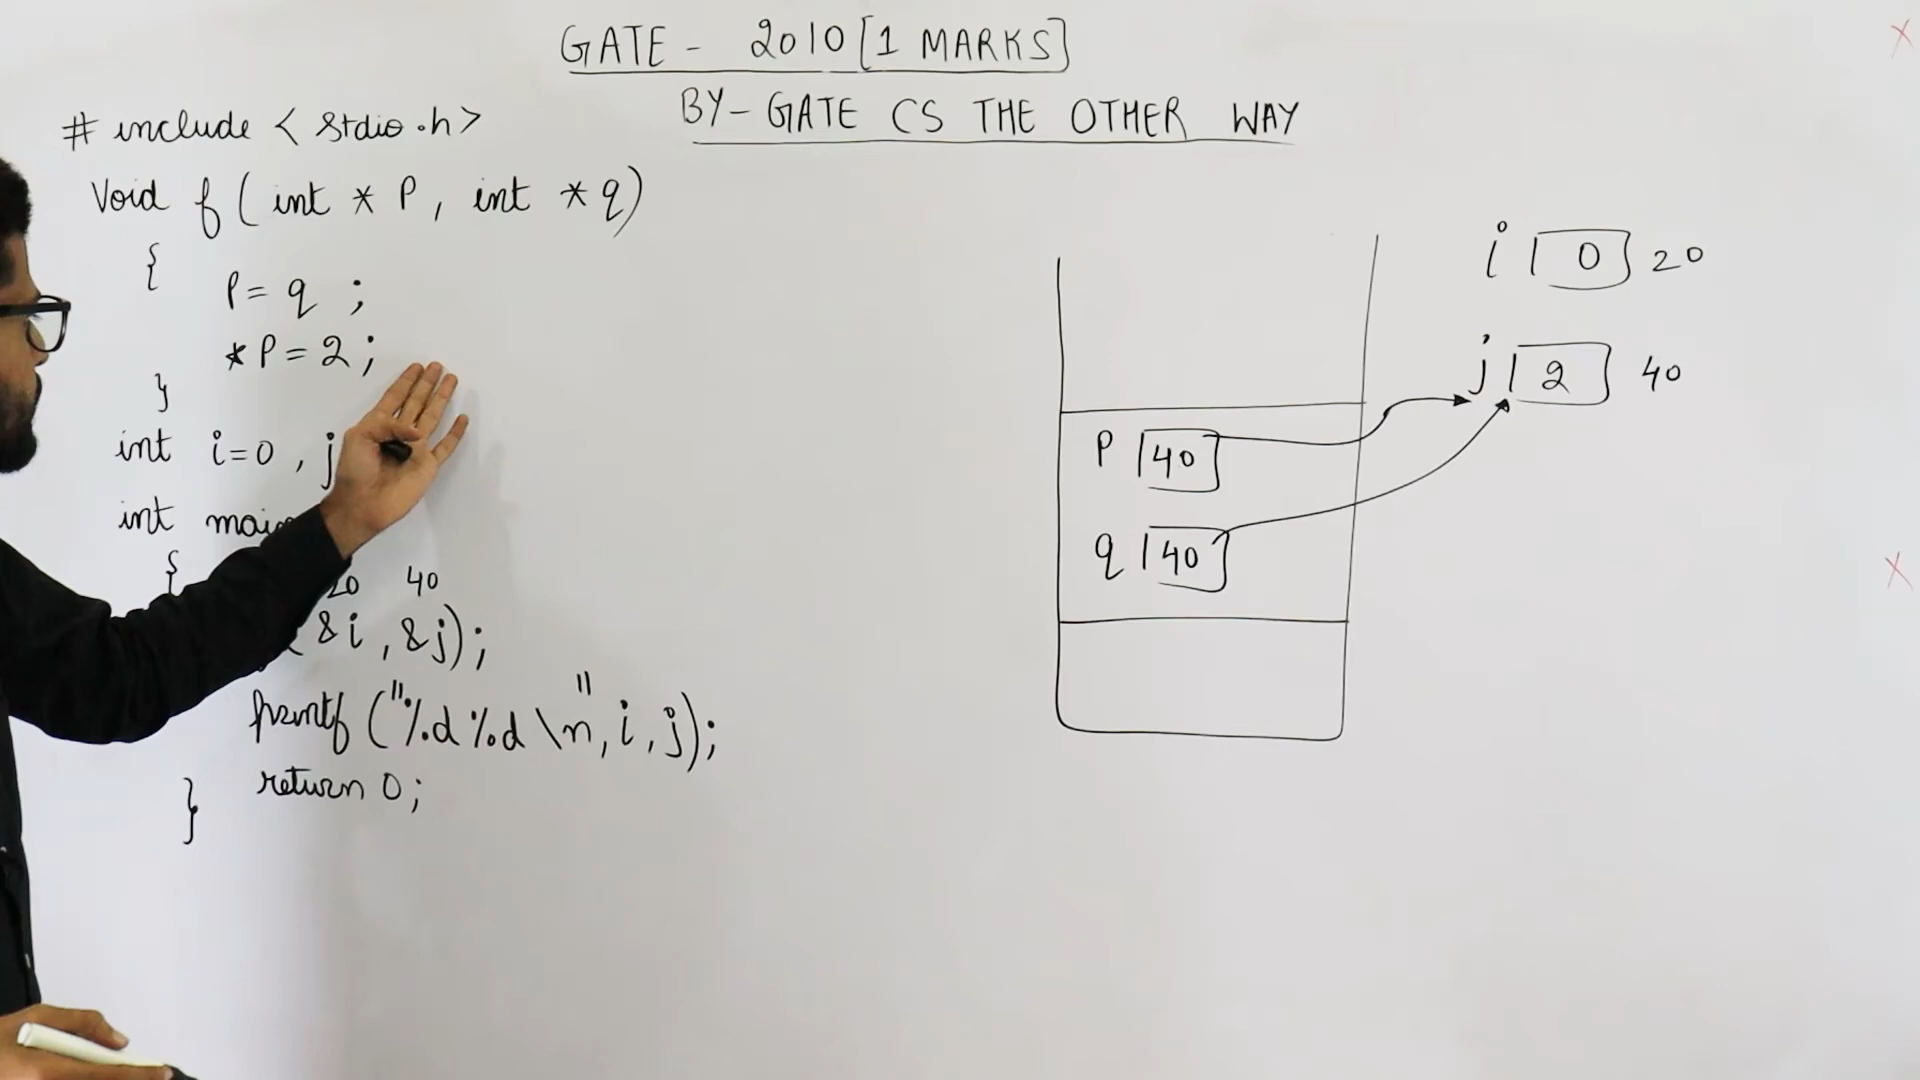 GATE - 2010 [1 MARKS]
BY-GATE CS THE OTHER WAY
# include < stdio.h>
Void f ( int * P, int * q)
{
P = q ;
*P = 2 ;
}
int i=0 , j
int
{
20 40
( &i , &j);
printf ("%d %d \n", i, j);
return 0;
}
i 0 20
j 2 40
P 40
q 40